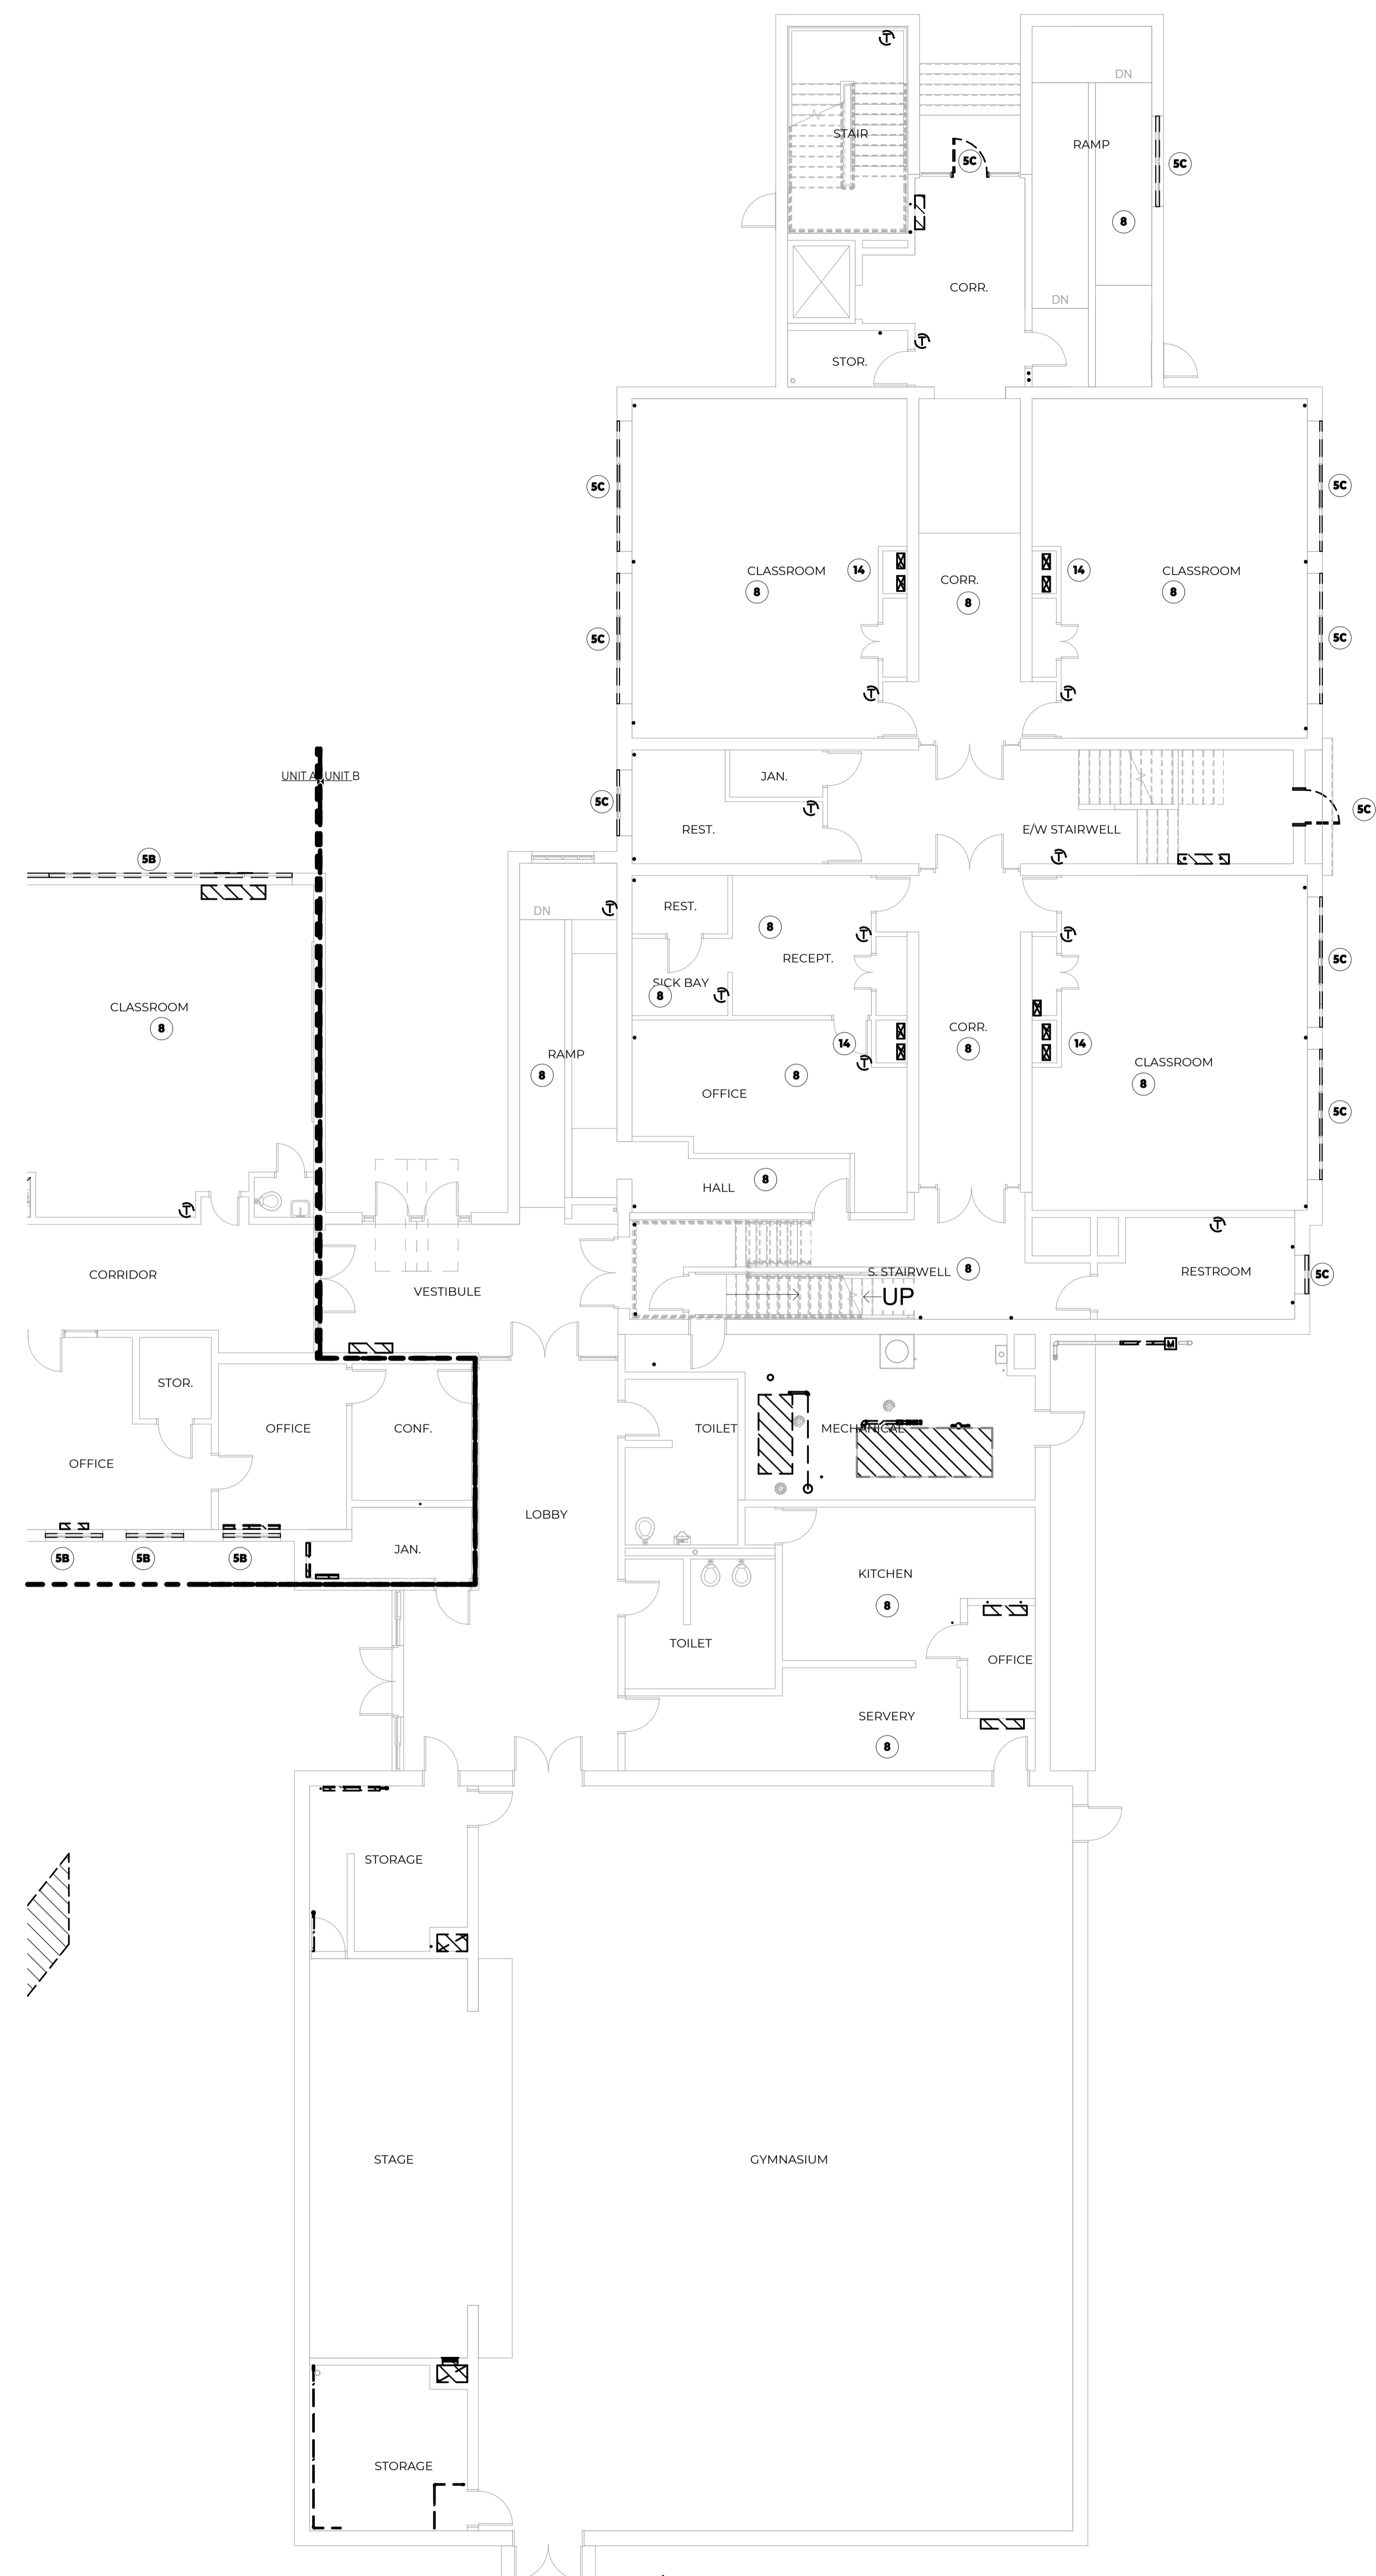 DN
STAIR
5C
RAMP
5C
8
CORR.
DN
STOR.
5C
5C
CLASSROOM
14
CORR.
14
CLASSROOM
8
8
8
5C
5C
UNIT A UNIT B
JAN.
5C
5C
REST.
E/W STAIRWELL
5B
REST.
DN
8
RECEPT.
5C
SICK BAY
8
CLASSROOM
8
CORR.
14
14
8
RAMP
CLASSROOM
8
8
8
OFFICE
5C
HALL
8
CORRIDOR
S. STAIRWELL
8
RESTROOM
5C
VESTIBULE
UP
M
STOR.
OFFICE
CONF.
TOILET
MECHANICAL
OFFICE
LOBBY
JAN.
5B
5B
5B
KITCHEN
8
TOILET
OFFICE
SERVERY
8
STORAGE
STAGE
GYMNASIUM
STORAGE
T
T
T
T
T
T
T
T
T
T
T
T
T
T